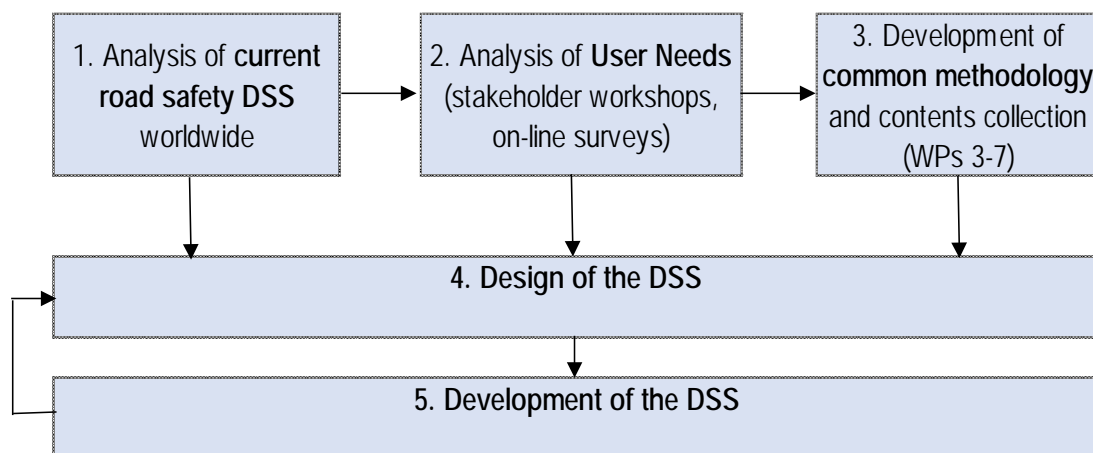 1. Analysis of current
road safety DSS
worldwide
2. Analysis of User Needs
(stakeholder workshops,
on-line surveys)
3. Development of
common methodology
and contents collection
(WPs 3-7)
4. Design of the DSS
5. Development of the DSS